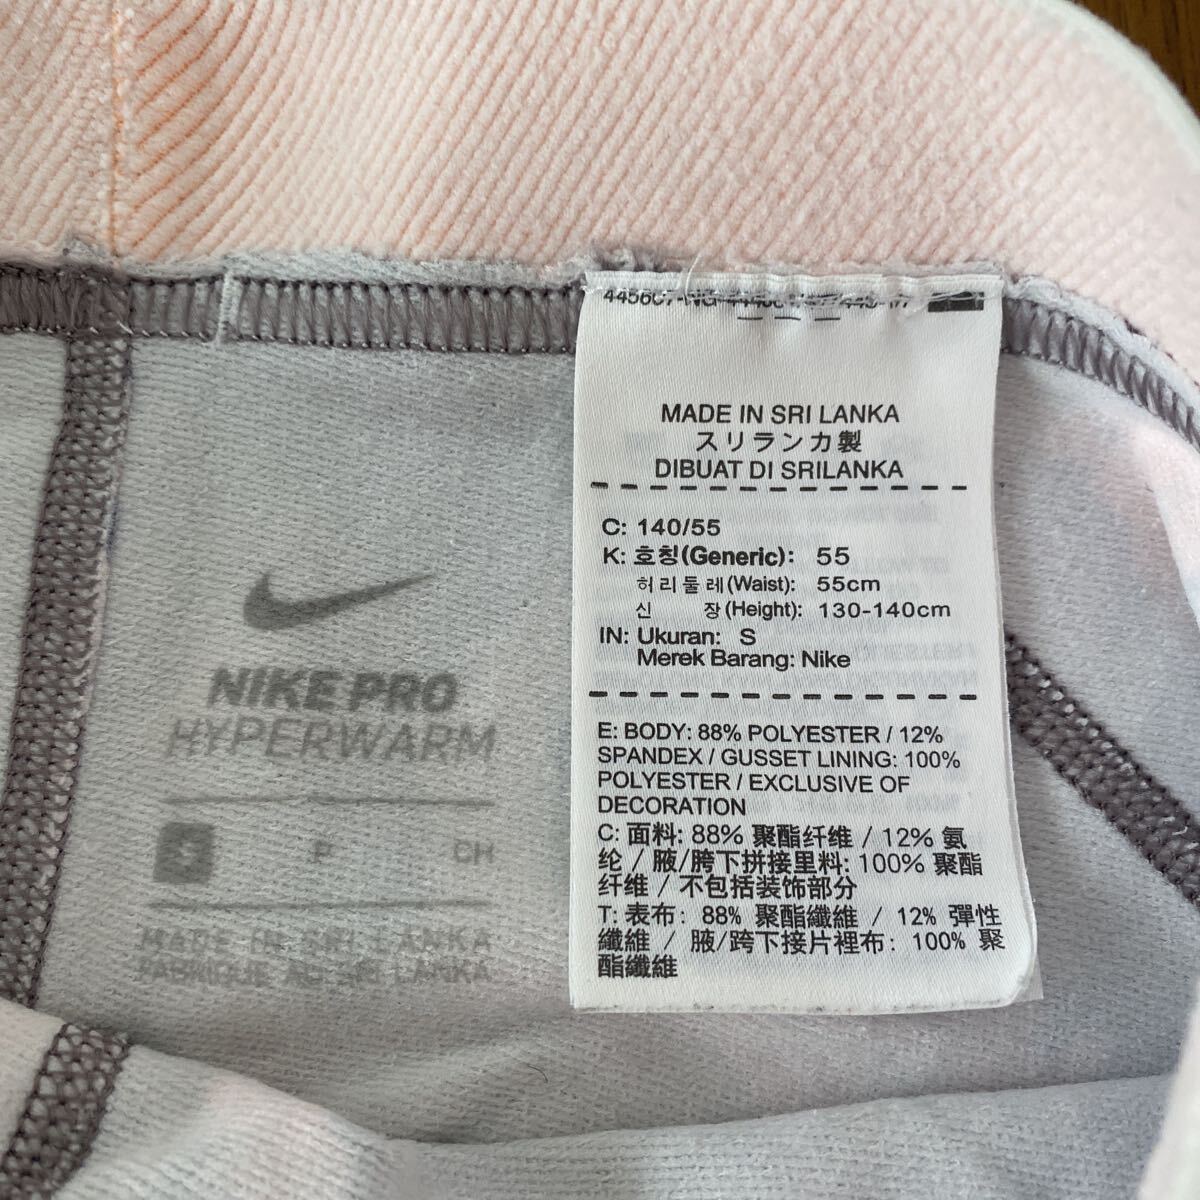 NIKE PRO
HYPERWARM
S
CH
MADE IN SRI LANKA
FABRIQUÉ AU SRI LANKA
MADE IN SRI LANKA
スリランカ製
DIBUAT DI SRILANKA
C: 140/55
K: 호칭(Generic): 55
허리둘레(Waist): 55cm
신 장(Height): 130-140cm
IN: Ukuran: S
Merek Barang: Nike
E: BODY: 88% POLYESTER / 12%
SPANDEX / GUSSET LINING: 100%
POLYESTER / EXCLUSIVE OF
DECORATION
C: 面料: 88% 聚酯纤维 / 12% 氨
纶 / 腋/胯下拼接里料: 100% 聚酯
纤维 / 不包括装饰部分
T: 表布: 88% 聚酯纖維 / 12% 彈性
纖維 / 腋/跨下接片裡布: 100% 聚
酯纖維